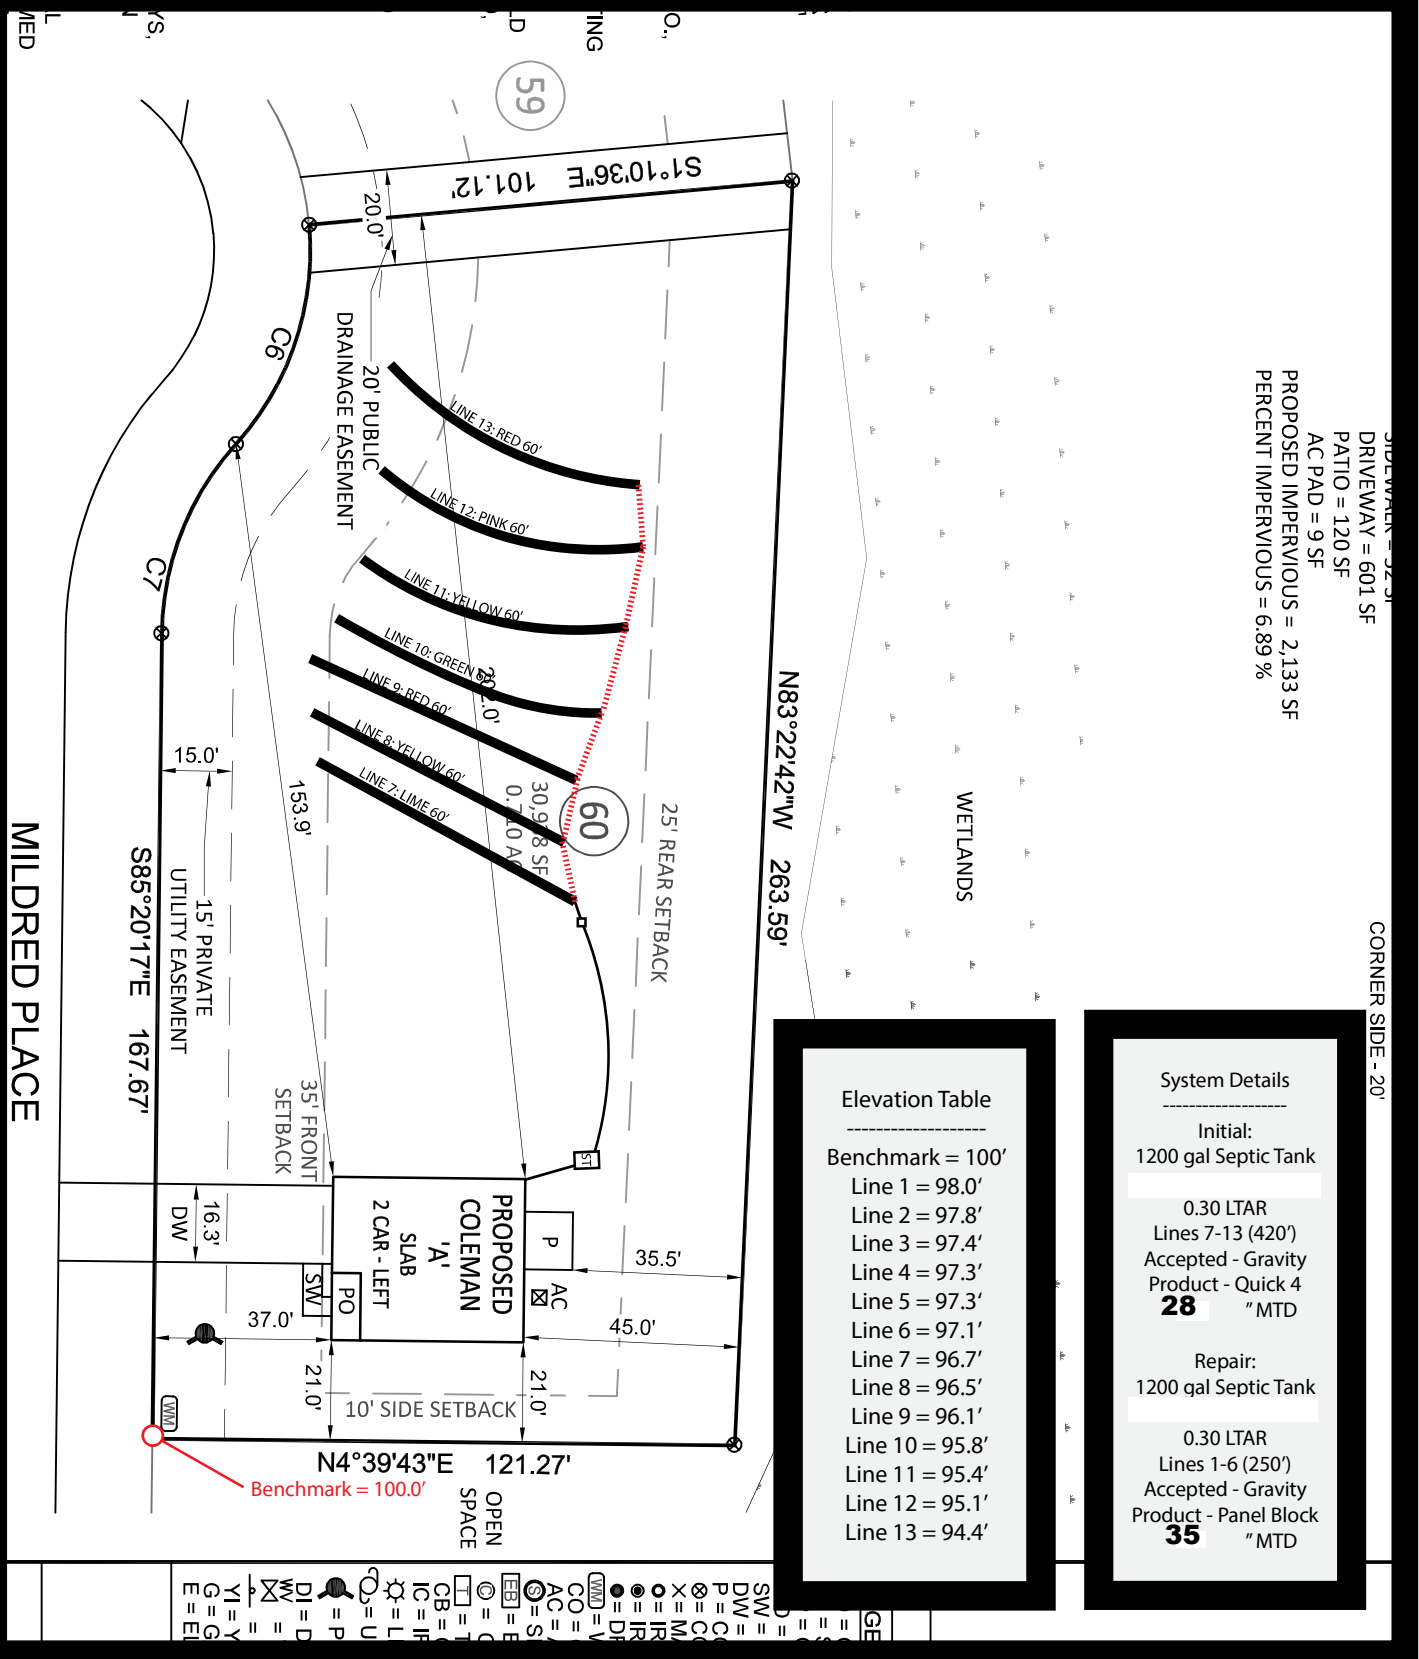 59
S1°10'36"E 101.12'
20.0'
20' PUBLIC
DRAINAGE EASEMENT
C6
C7
LINE 13: RED 60'
LINE 12: PINK 60'
LINE 11: YELLOW 60'
LINE 10: GREEN 60'
LINE 9: RED 60'
LINE 8: YELLOW 60'
LINE 7: LIME 60'
60
0.710 AC
25' REAR SETBACK
N83°22'42"W 263.59'
WETLANDS
DRIVEWAY = 601 SF
PATIO = 120 SF
AC PAD = 9 SF
PROPOSED IMPERVIOUS = 2,133 SF
PERCENT IMPERVIOUS = 6.89 %
CORNER SIDE - 20'
15.0'
153.9'
15' PRIVATE
UTILITY EASEMENT
S85°20'17"E 167.67'
MILDRED PLACE
35' FRONT
SETBACK
16.3'
DW
ST
PROPOSED
COLEMAN
'A'
SLAB
2 CAR - LEFT
P
AC
PO
SW
35.5'
45.0'
37.0'
21.0'
21.0'
10' SIDE SETBACK
WM
N4°39'43"E 121.27'
Benchmark = 100.0'
OPEN
SPACE
Elevation Table
-------------------
Benchmark = 100'
Line 1 = 98.0'
Line 2 = 97.8'
Line 3 = 97.4'
Line 4 = 97.3'
Line 5 = 97.3'
Line 6 = 97.1'
Line 7 = 96.7'
Line 8 = 96.5'
Line 9 = 96.1'
Line 10 = 95.8'
Line 11 = 95.4'
Line 12 = 95.1'
Line 13 = 94.4'
System Details
-------------------
Initial:
1200 gal Septic Tank
0.30 LTAR
Lines 7-13 (420')
Accepted - Gravity
Product - Quick 4
28 "MTD
Repair:
1200 gal Septic Tank
0.30 LTAR
Lines 1-6 (250')
Accepted - Gravity
Product - Panel Block
35 "MTD